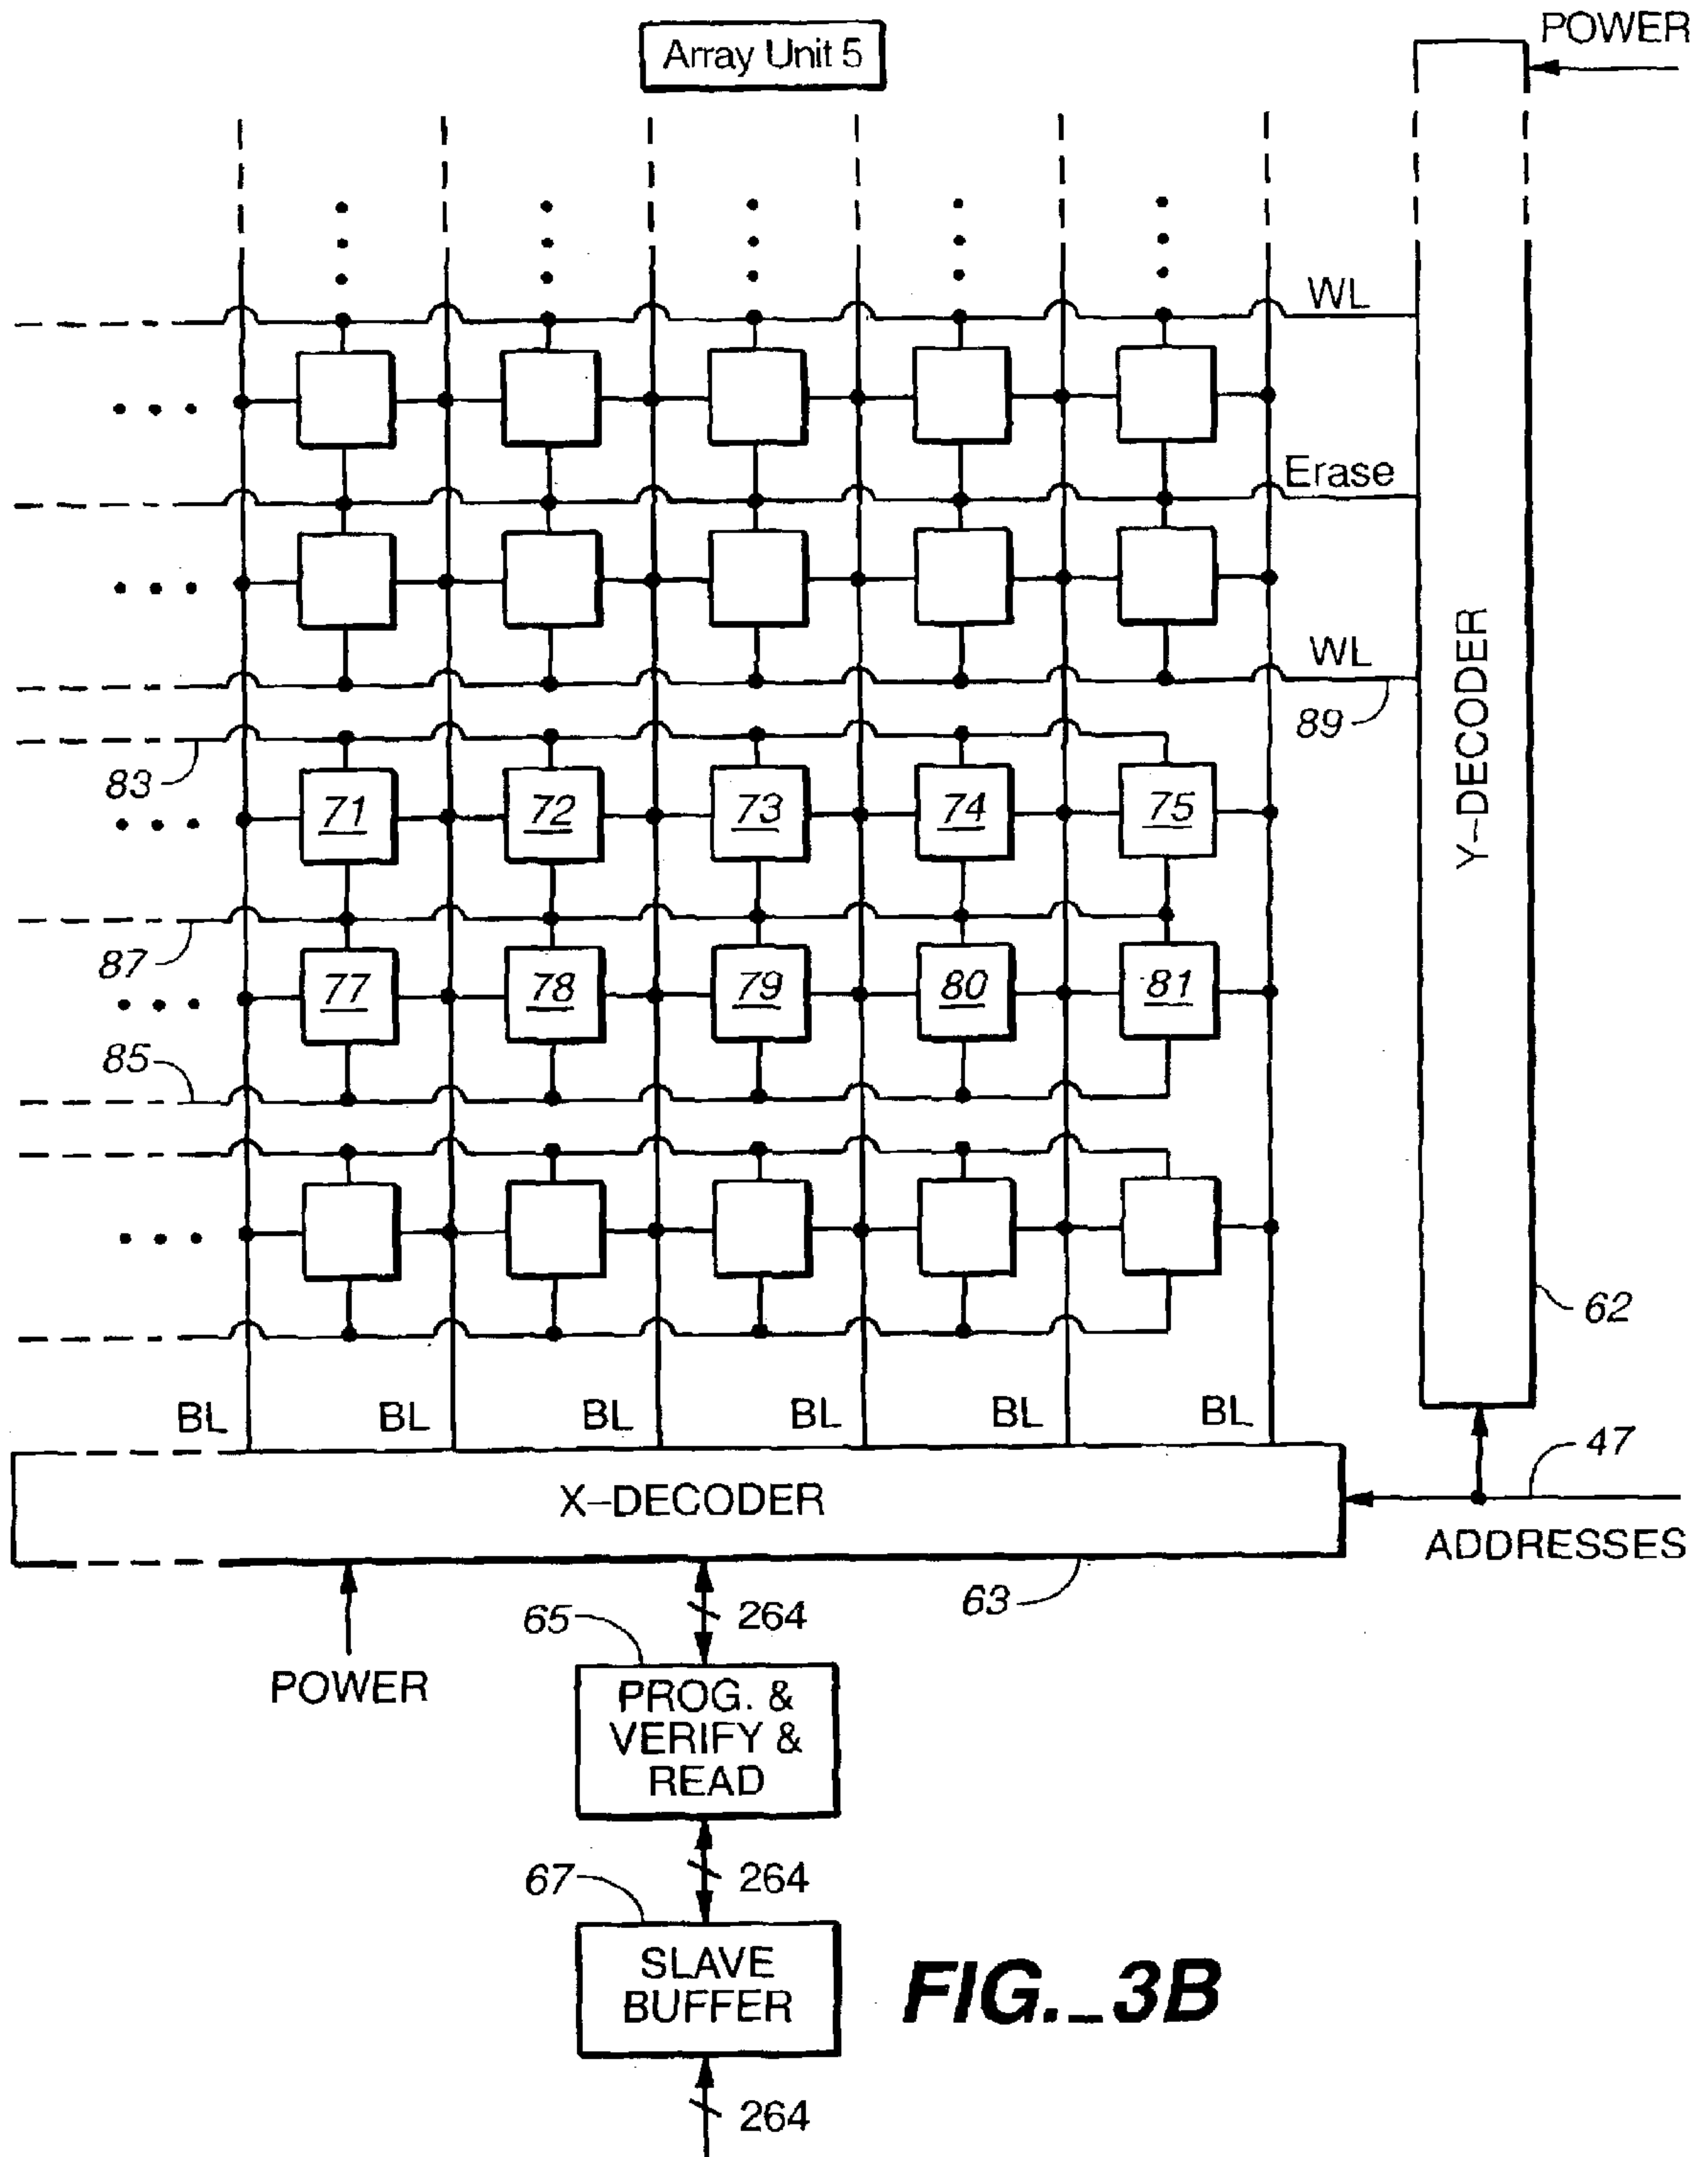 POWER
Array Unit 5
WL
Erase
WL
89
83
71 72 73 74 75
Y-DECODER
87
77 78 79 80 81
85
62
BL BL BL BL BL BL
47
X-DECODER
ADDRESSES
63
264
65
POWER
PROG. &
VERIFY &
READ
264
67
SLAVE
BUFFER
FIG._3B
264